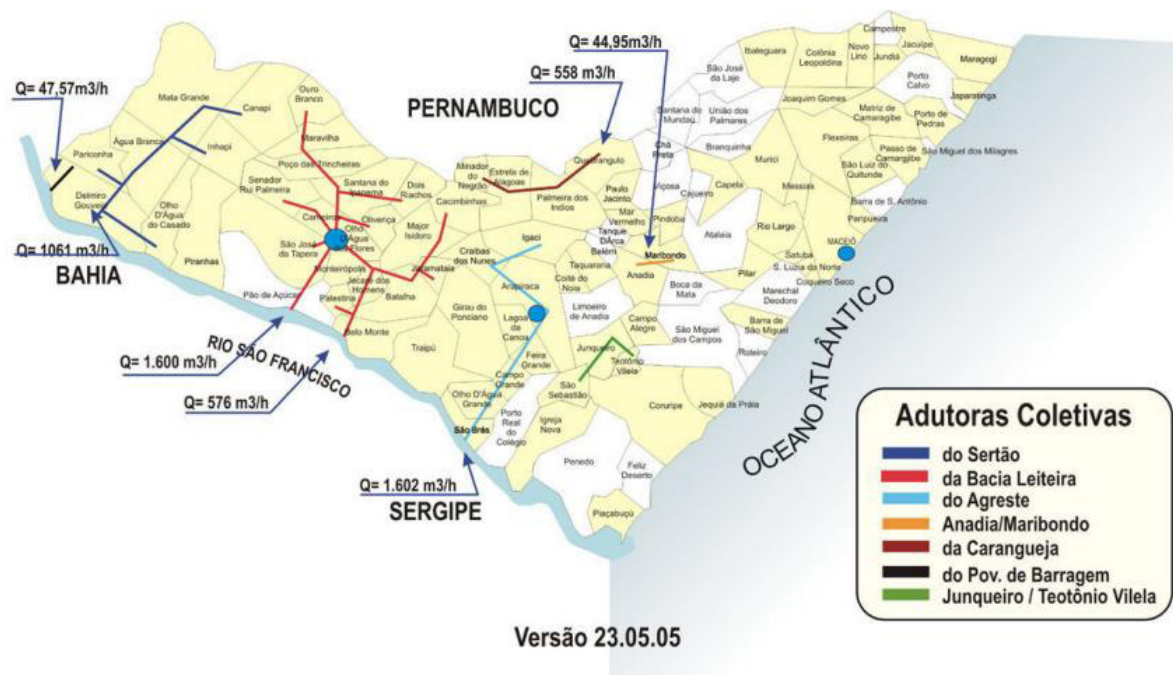 Q= 44,95m3/h
Q= 558 m3/h
Q= 47,57m3/h
PERNAMBUCO
Campestre
Ibateguara
Colônia
Leopoldina
Novo
Lino
Jundiá
Jacuípe
Maragogi
São José
da Laje
Porto
Calvo
Japaratinga
Mata Grande
Canapi
Ouro
Branco
Santana do
Mundaú
União dos
Palmares
Joaquim Gomes
Matriz de
Camaragibe
Porto de
Pedras
Água Branca
Inhapi
Maravilha
Chã
Preta
Branquinha
Flexeiras
Passo de
Camargibe
São Miguel dos Milagres
Pariconha
Poço das Trincheiras
Minador
do
Negrão
Estrela de
Alagoas
Quebrangulo
Viçosa
Murici
São Luiz do
Quitunde
Delmiro
Gouveia
Senador
Rui Palmeira
Santana do
Ipanema
Dois
Riachos
Cacimbinhas
Palmeira dos
Indios
Paulo
Jacinto
Cajueiro
Capela
Messias
Barra de S. Antônio
Olho
D'Água
do Casado
Carneiros
Olivença
Major
Isidoro
Mar
Vermelho
Pindoba
Paripueira
Olho
D'Água
das Flores
Igaci
Tanque
DÁrca
Belém
Atalaia
Rio Largo
Q= 1061 m3/h
São José
da Tapera
Craíbas
dos Nunes
Maribondo
MACEIÓ
Satuba
BAHIA
Piranhas
Monteirópolis
Jaramataia
Taquarana
Anadia
Pilar
S. Luzia do Norte
Coqueiro Seco
Pão de Açúcar
Palestina
Jacaré dos
Homens
Batalha
Arapiraca
Coité do
Noia
Boca da
Mata
Marechal
Deodoro
Belo Monte
Girau do
Ponciano
Lagoa
da
Canoa
Limoeiro
de Anadia
Campo
Alegre
São Miguel
dos Campos
Barra de
São Miguel
RIO SÃO FRANCISCO
Traipú
Feira
Grande
Junqueiro
Teotônio
Vilela
Roteiro
Q= 1.600 m3/h
Campo
Grande
São
Sebastião
Q= 576 m3/h
Olho D'Água
Grande
Coruripe
Jequiá da Práia
OCEANO ATLÂNTICO
São Brás
Porto
Real do
Colégio
Igreja
Nova
Penedo
Feliz
Deserto
Q= 1.602 m3/h
SERGIPE
Piaçabuçú
Adutoras Coletivas
do Sertão
da Bacia Leiteira
do Agreste
Anadia/Maribondo
da Carangueja
do Pov. de Barragem
Junqueiro / Teotônio Vilela
Versão 23.05.05